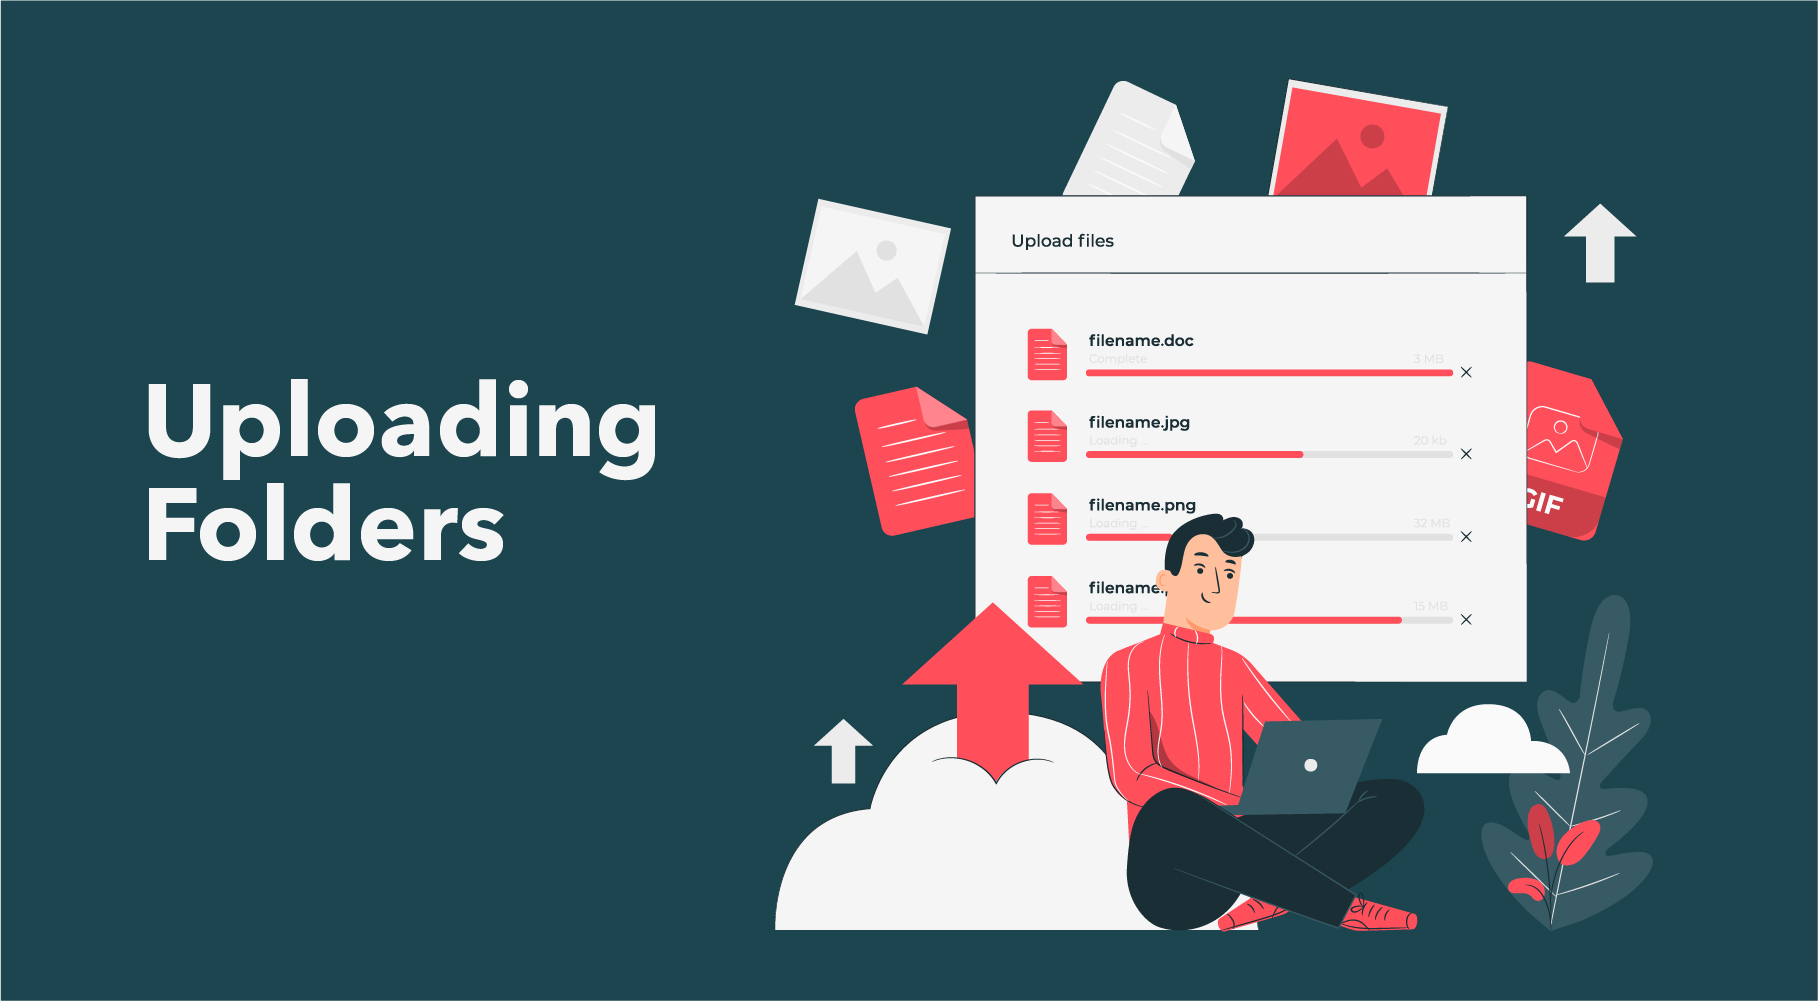 Uploading
Folders
Upload files
filename.doc
Complete 3 MB
filename.jpg
Loading ... 20 kb
filename.png
Loading ... 32 MB
filename.
Loading ... 15 MB
GIF